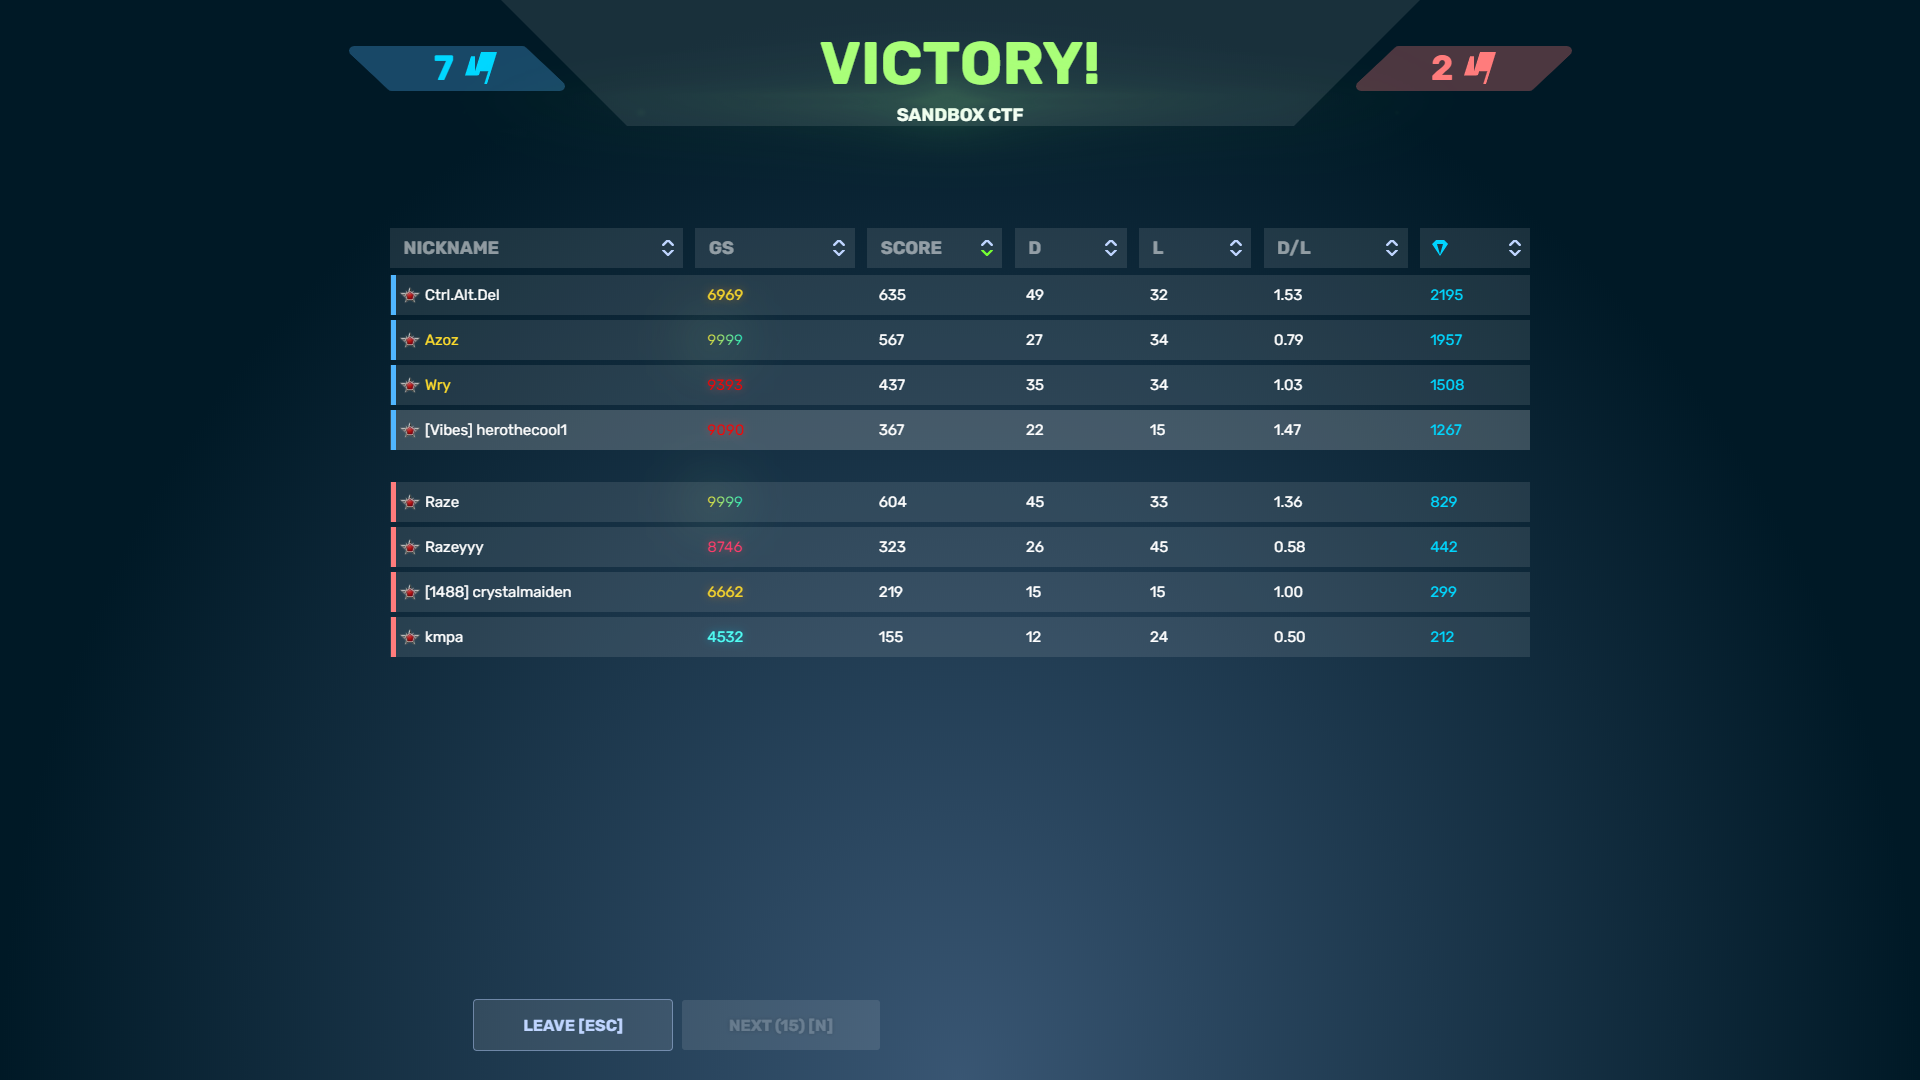 7
VICTORY!
2
SANDBOX CTF
NICKNAME GS SCORE D L D/L
Ctrl.Alt.Del 6969 635 49 32 1.53 2195
Azoz 9999 567 27 34 0.79 1957
Wry 9393 437 35 34 1.03 1508
[Vibes] herothecool1 9090 367 22 15 1.47 1267
Raze 9999 604 45 33 1.36 829
Razeyyy 8746 323 26 45 0.58 442
[1488] crystalmaiden 6662 219 15 15 1.00 299
kmpa 4532 155 12 24 0.50 212
LEAVE [ESC] NEXT (15) [N]